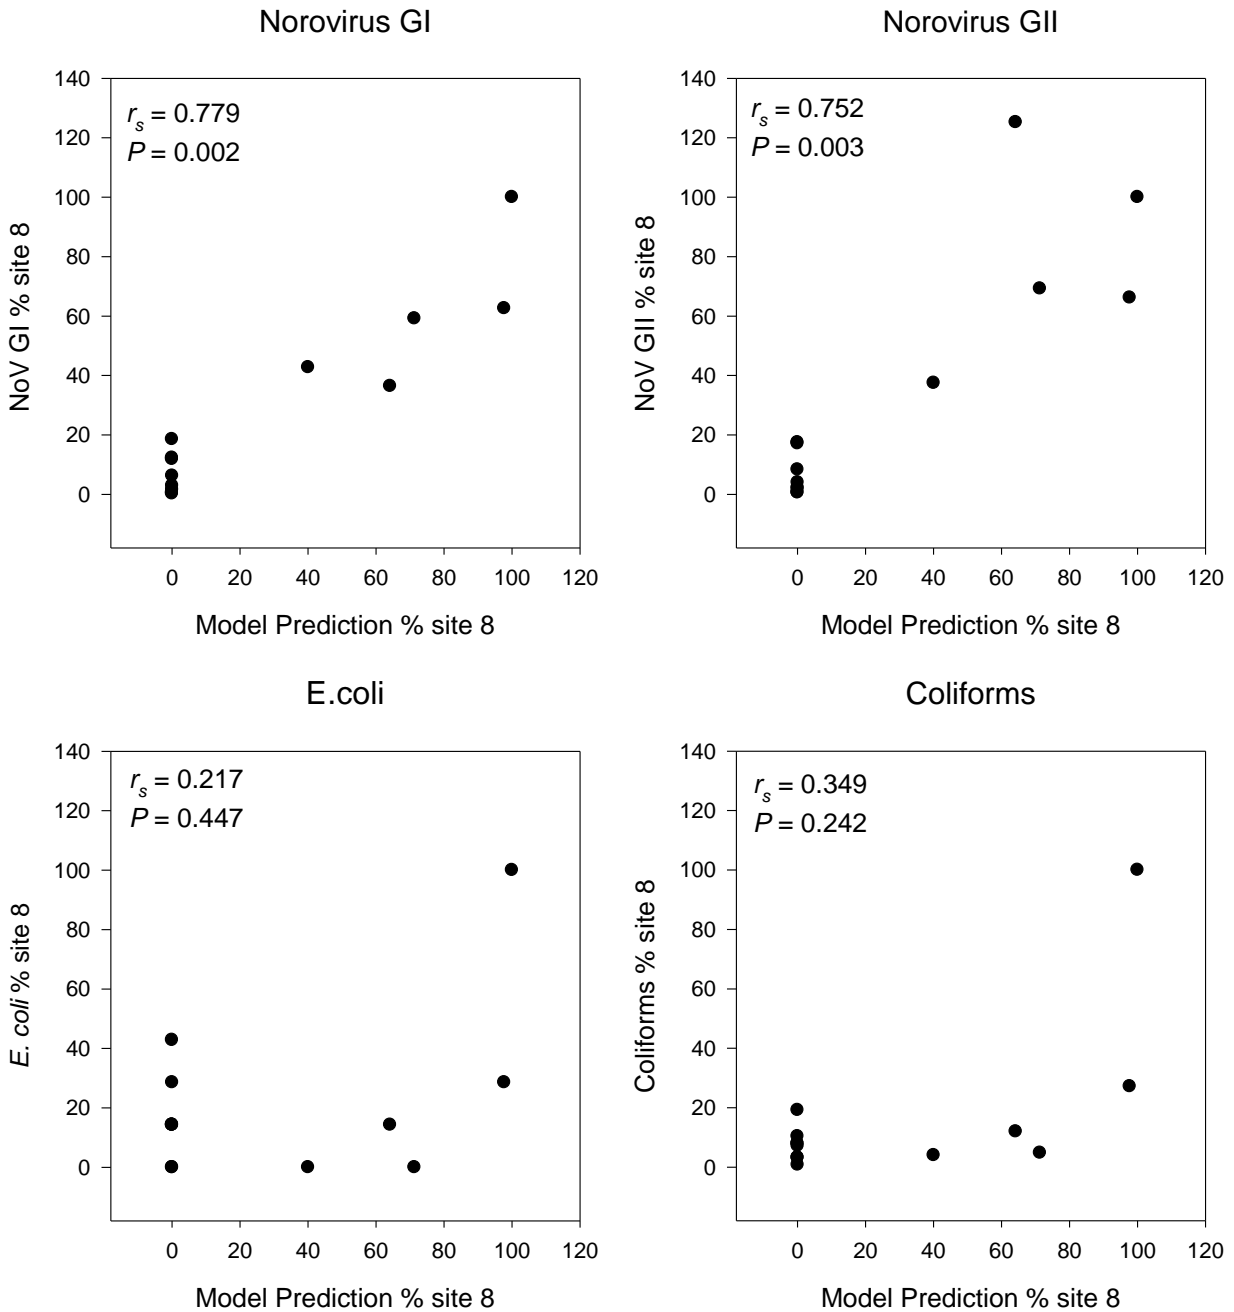 Norovirus GI
r_s = 0.779
P = 0.002
NoV GI % site 8
140
120
100
80
60
40
20
0
0 20 40 60 80 100 120
Model Prediction % site 8
Norovirus GII
r_s = 0.752
P = 0.003
NoV GII % site 8
140
120
100
80
60
40
20
0
0 20 40 60 80 100 120
Model Prediction % site 8
E.coli
r_s = 0.217
P = 0.447
E. coli % site 8
140
120
100
80
60
40
20
0
0 20 40 60 80 100 120
Model Prediction % site 8
Coliforms
r_s = 0.349
P = 0.242
Coliforms % site 8
140
120
100
80
60
40
20
0
0 20 40 60 80 100 120
Model Prediction % site 8